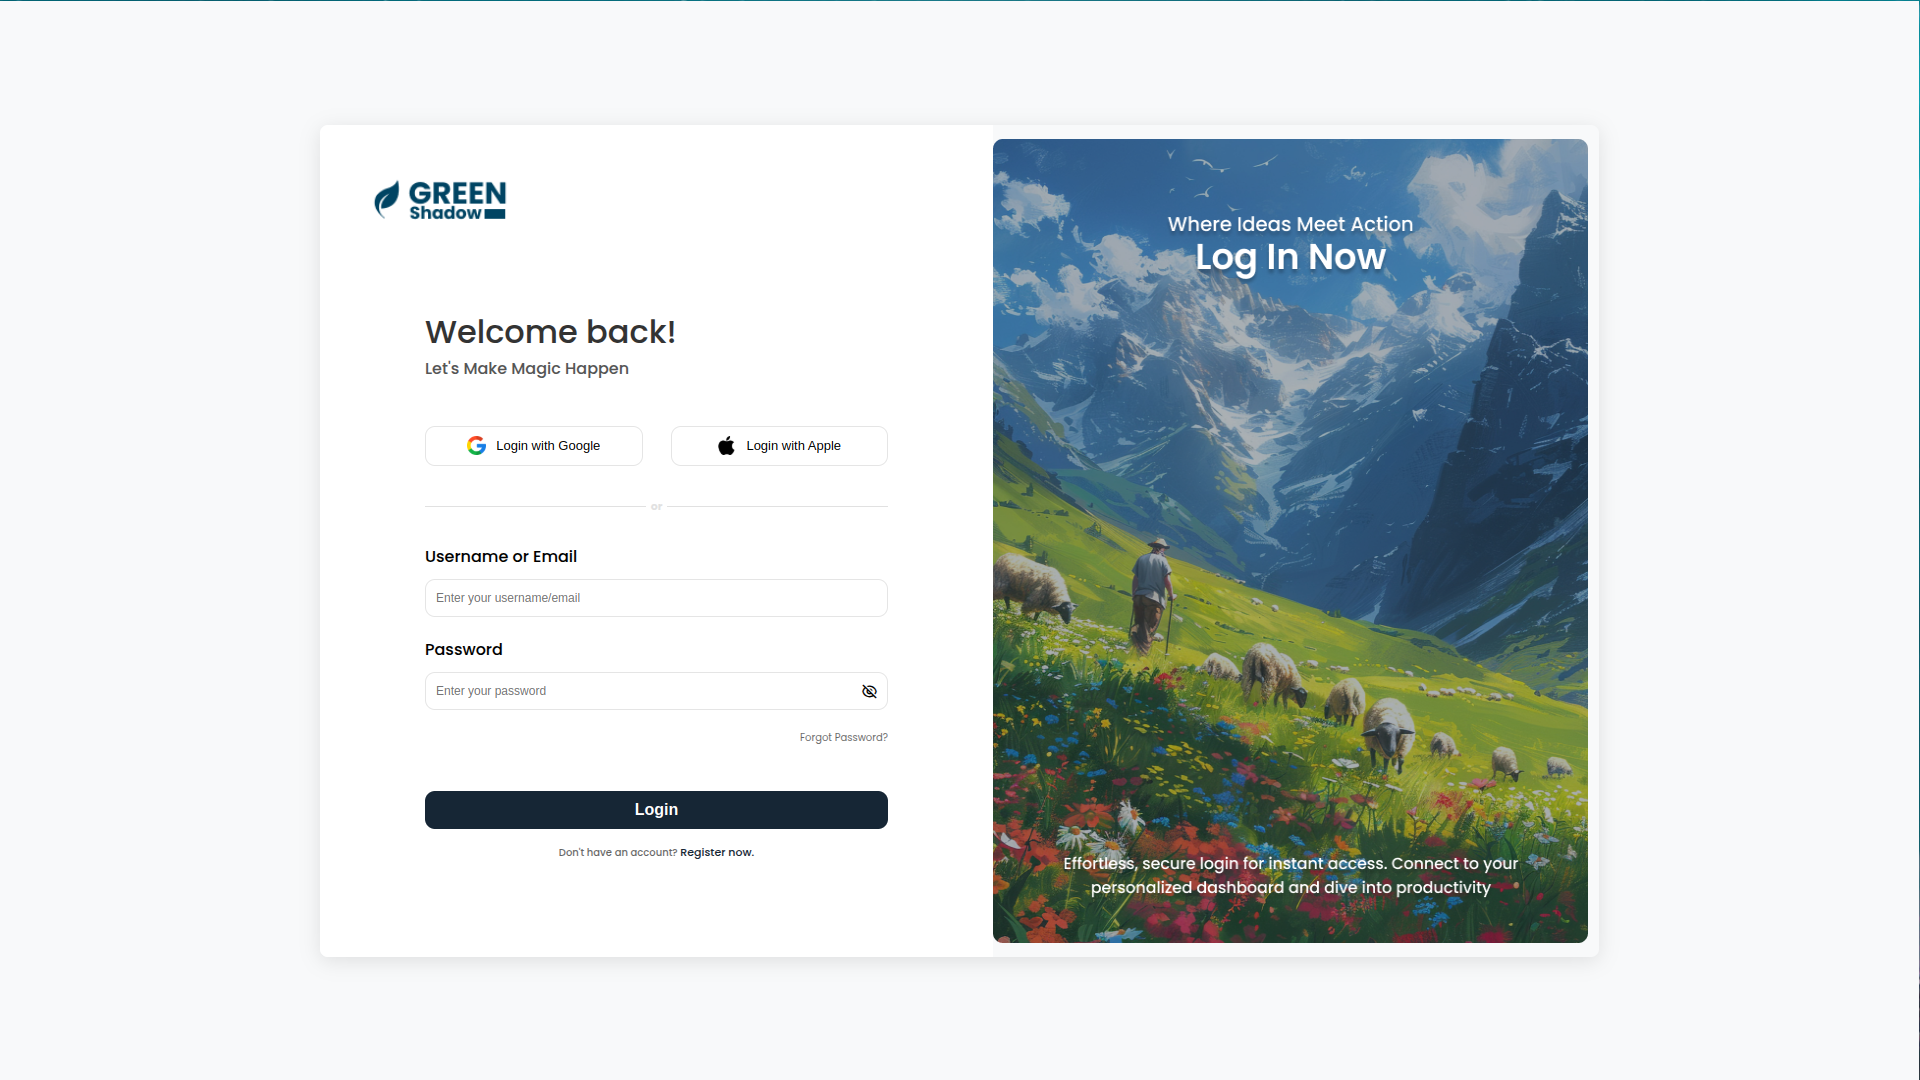 GREEN
Shadow
Welcome back!
Let's Make Magic Happen
Login with Google
Login with Apple
or
Username or Email
Enter your username/email
Password
Enter your password
Forgot Password?
Login
Don't have an account? Register now.
Where Ideas Meet Action
Log In Now
Effortless, secure login for instant access. Connect to your
personalized dashboard and dive into productivity